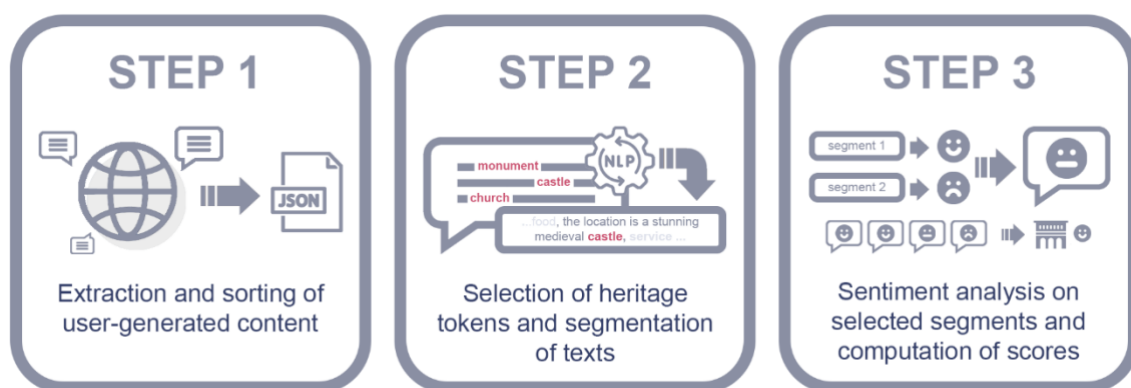 STEP 1
JSON
Extraction and sorting of
user-generated content
STEP 2
NLP
monument
castle
church
...food, the location is a stunning
medieval castle, service ...
Selection of heritage
tokens and segmentation
of texts
STEP 3
segment 1
segment 2
Sentiment analysis on
selected segments and
computation of scores